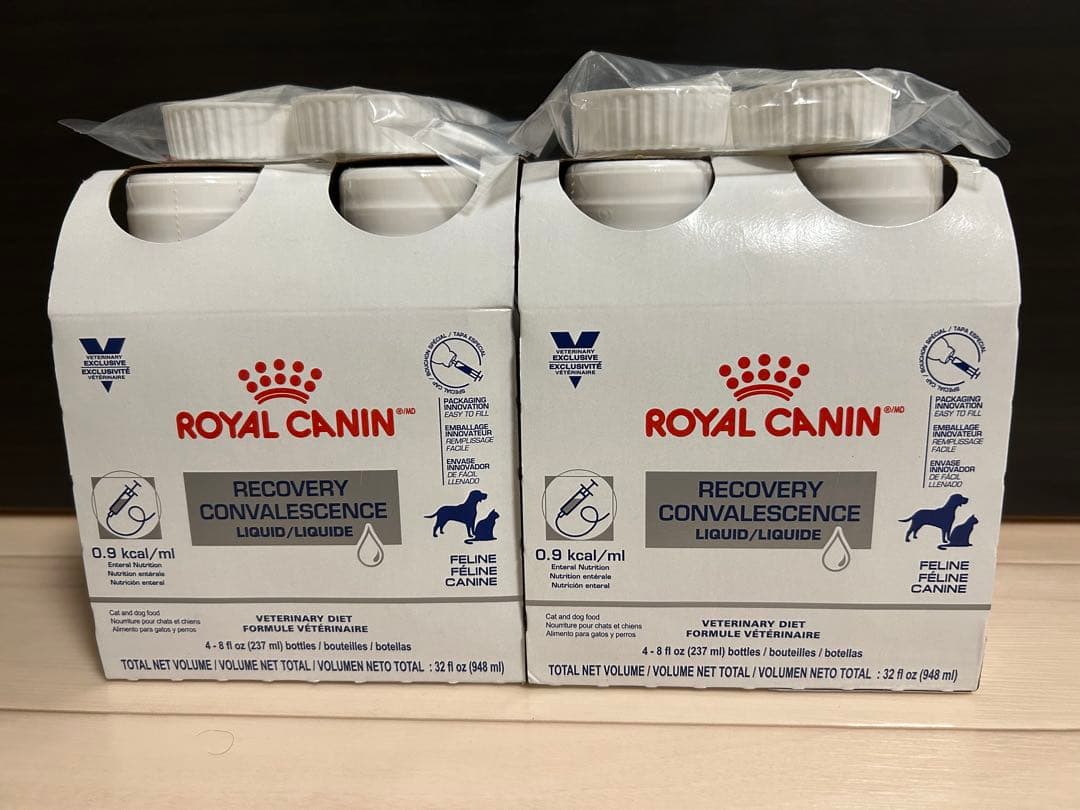 VETERINARY
EXCLUSIVE
EXCLUSIVITÉ
VÉTÉRINAIRE
SPECIAL CAP / BOUCHON SPÉCIAL / TAPA ESPECIAL
PACKAGING
INNOVATION
EASY TO FILL
EMBALLAGE
INNOVATEUR
REMPLISSAGE
FACILE
ENVASE
INNOVADOR
DE FÁCIL
LLENADO
ROYAL CANIN®/MD
RECOVERY
CONVALESCENCE
LIQUID/LIQUIDE
0.9 kcal/ml
Enteral Nutrition
Nutrition entérale
Nutrición enteral
FELINE
FÉLINE
CANINE
Cat and dog food
Nourriture pour chats et chiens
Alimento para gatos y perros
VETERINARY DIET
FORMULE VÉTÉRINAIRE
4 - 8 fl oz (237 ml) bottles / bouteilles / botellas
TOTAL NET VOLUME / VOLUME NET TOTAL / VOLUMEN NETO TOTAL : 32 fl oz (948 ml)
VETERINARY
EXCLUSIVE
EXCLUSIVITÉ
VÉTÉRINAIRE
SPECIAL CAP / BOUCHON SPÉCIAL / TAPA ESPECIAL
PACKAGING
INNOVATION
EASY TO FILL
EMBALLAGE
INNOVATEUR
REMPLISSAGE
FACILE
ENVASE
INNOVADOR
DE FÁCIL
LLENADO
ROYAL CANIN®/MD
RECOVERY
CONVALESCENCE
LIQUID/LIQUIDE
0.9 kcal/ml
Enteral Nutrition
Nutrition entérale
Nutrición enteral
FELINE
FÉLINE
CANINE
Cat and dog food
Nourriture pour chats et chiens
Alimento para gatos y perros
VETERINARY DIET
FORMULE VÉTÉRINAIRE
4 - 8 fl oz (237 ml) bottles / bouteilles / botellas
TOTAL NET VOLUME / VOLUME NET TOTAL / VOLUMEN NETO TOTAL : 32 fl oz (948 ml)